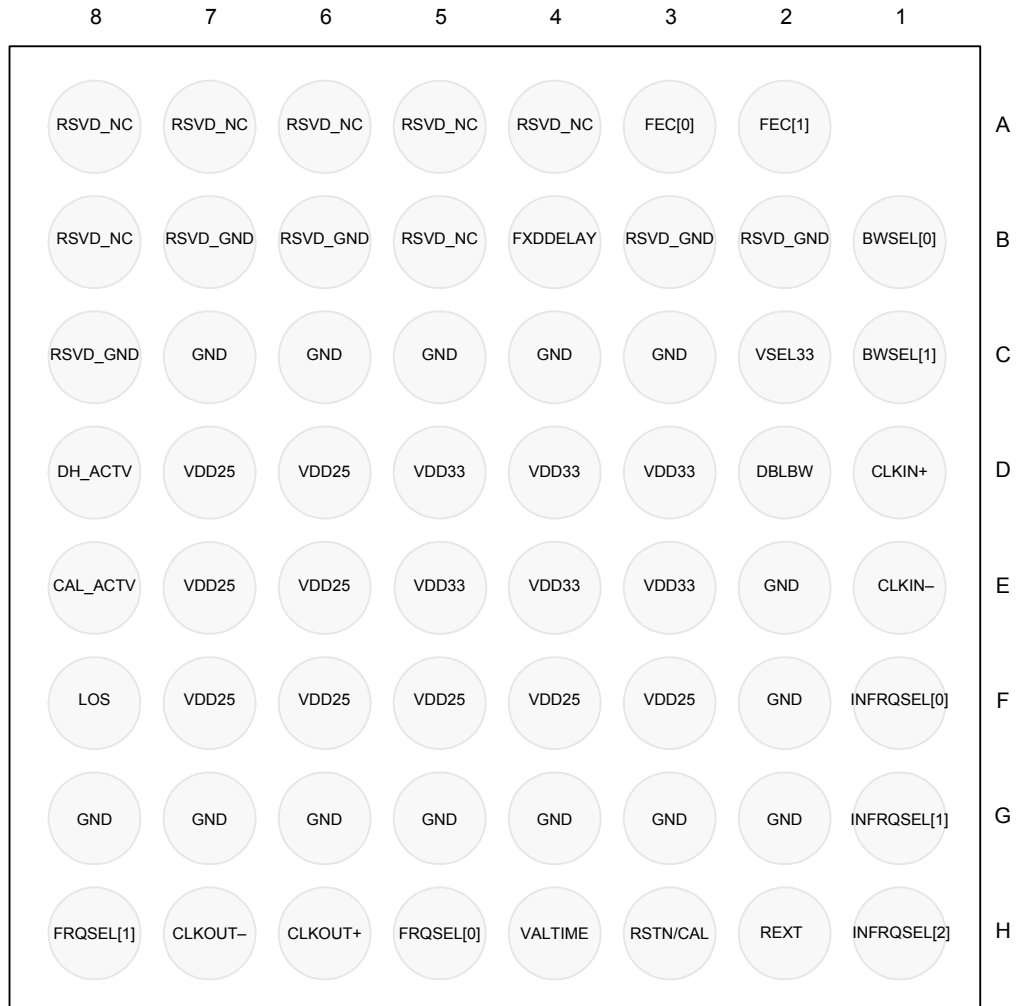 8 7 6 5 4 3 2 1
RSVD_NC RSVD_NC RSVD_NC RSVD_NC RSVD_NC FEC[0] FEC[1] A
RSVD_NC RSVD_GND RSVD_GND RSVD_NC FXDDELAY RSVD_GND RSVD_GND BWSEL[0] B
RSVD_GND GND GND GND GND GND VSEL33 BWSEL[1] C
DH_ACTV VDD25 VDD25 VDD33 VDD33 VDD33 DBLBW CLKIN+ D
CAL_ACTV VDD25 VDD25 VDD33 VDD33 VDD33 GND CLKIN– E
LOS VDD25 VDD25 VDD25 VDD25 VDD25 GND INFRQSEL[0] F
GND GND GND GND GND GND GND INFRQSEL[1] G
FRQSEL[1] CLKOUT– CLKOUT+ FRQSEL[0] VALTIME RSTN/CAL REXT INFRQSEL[2] H